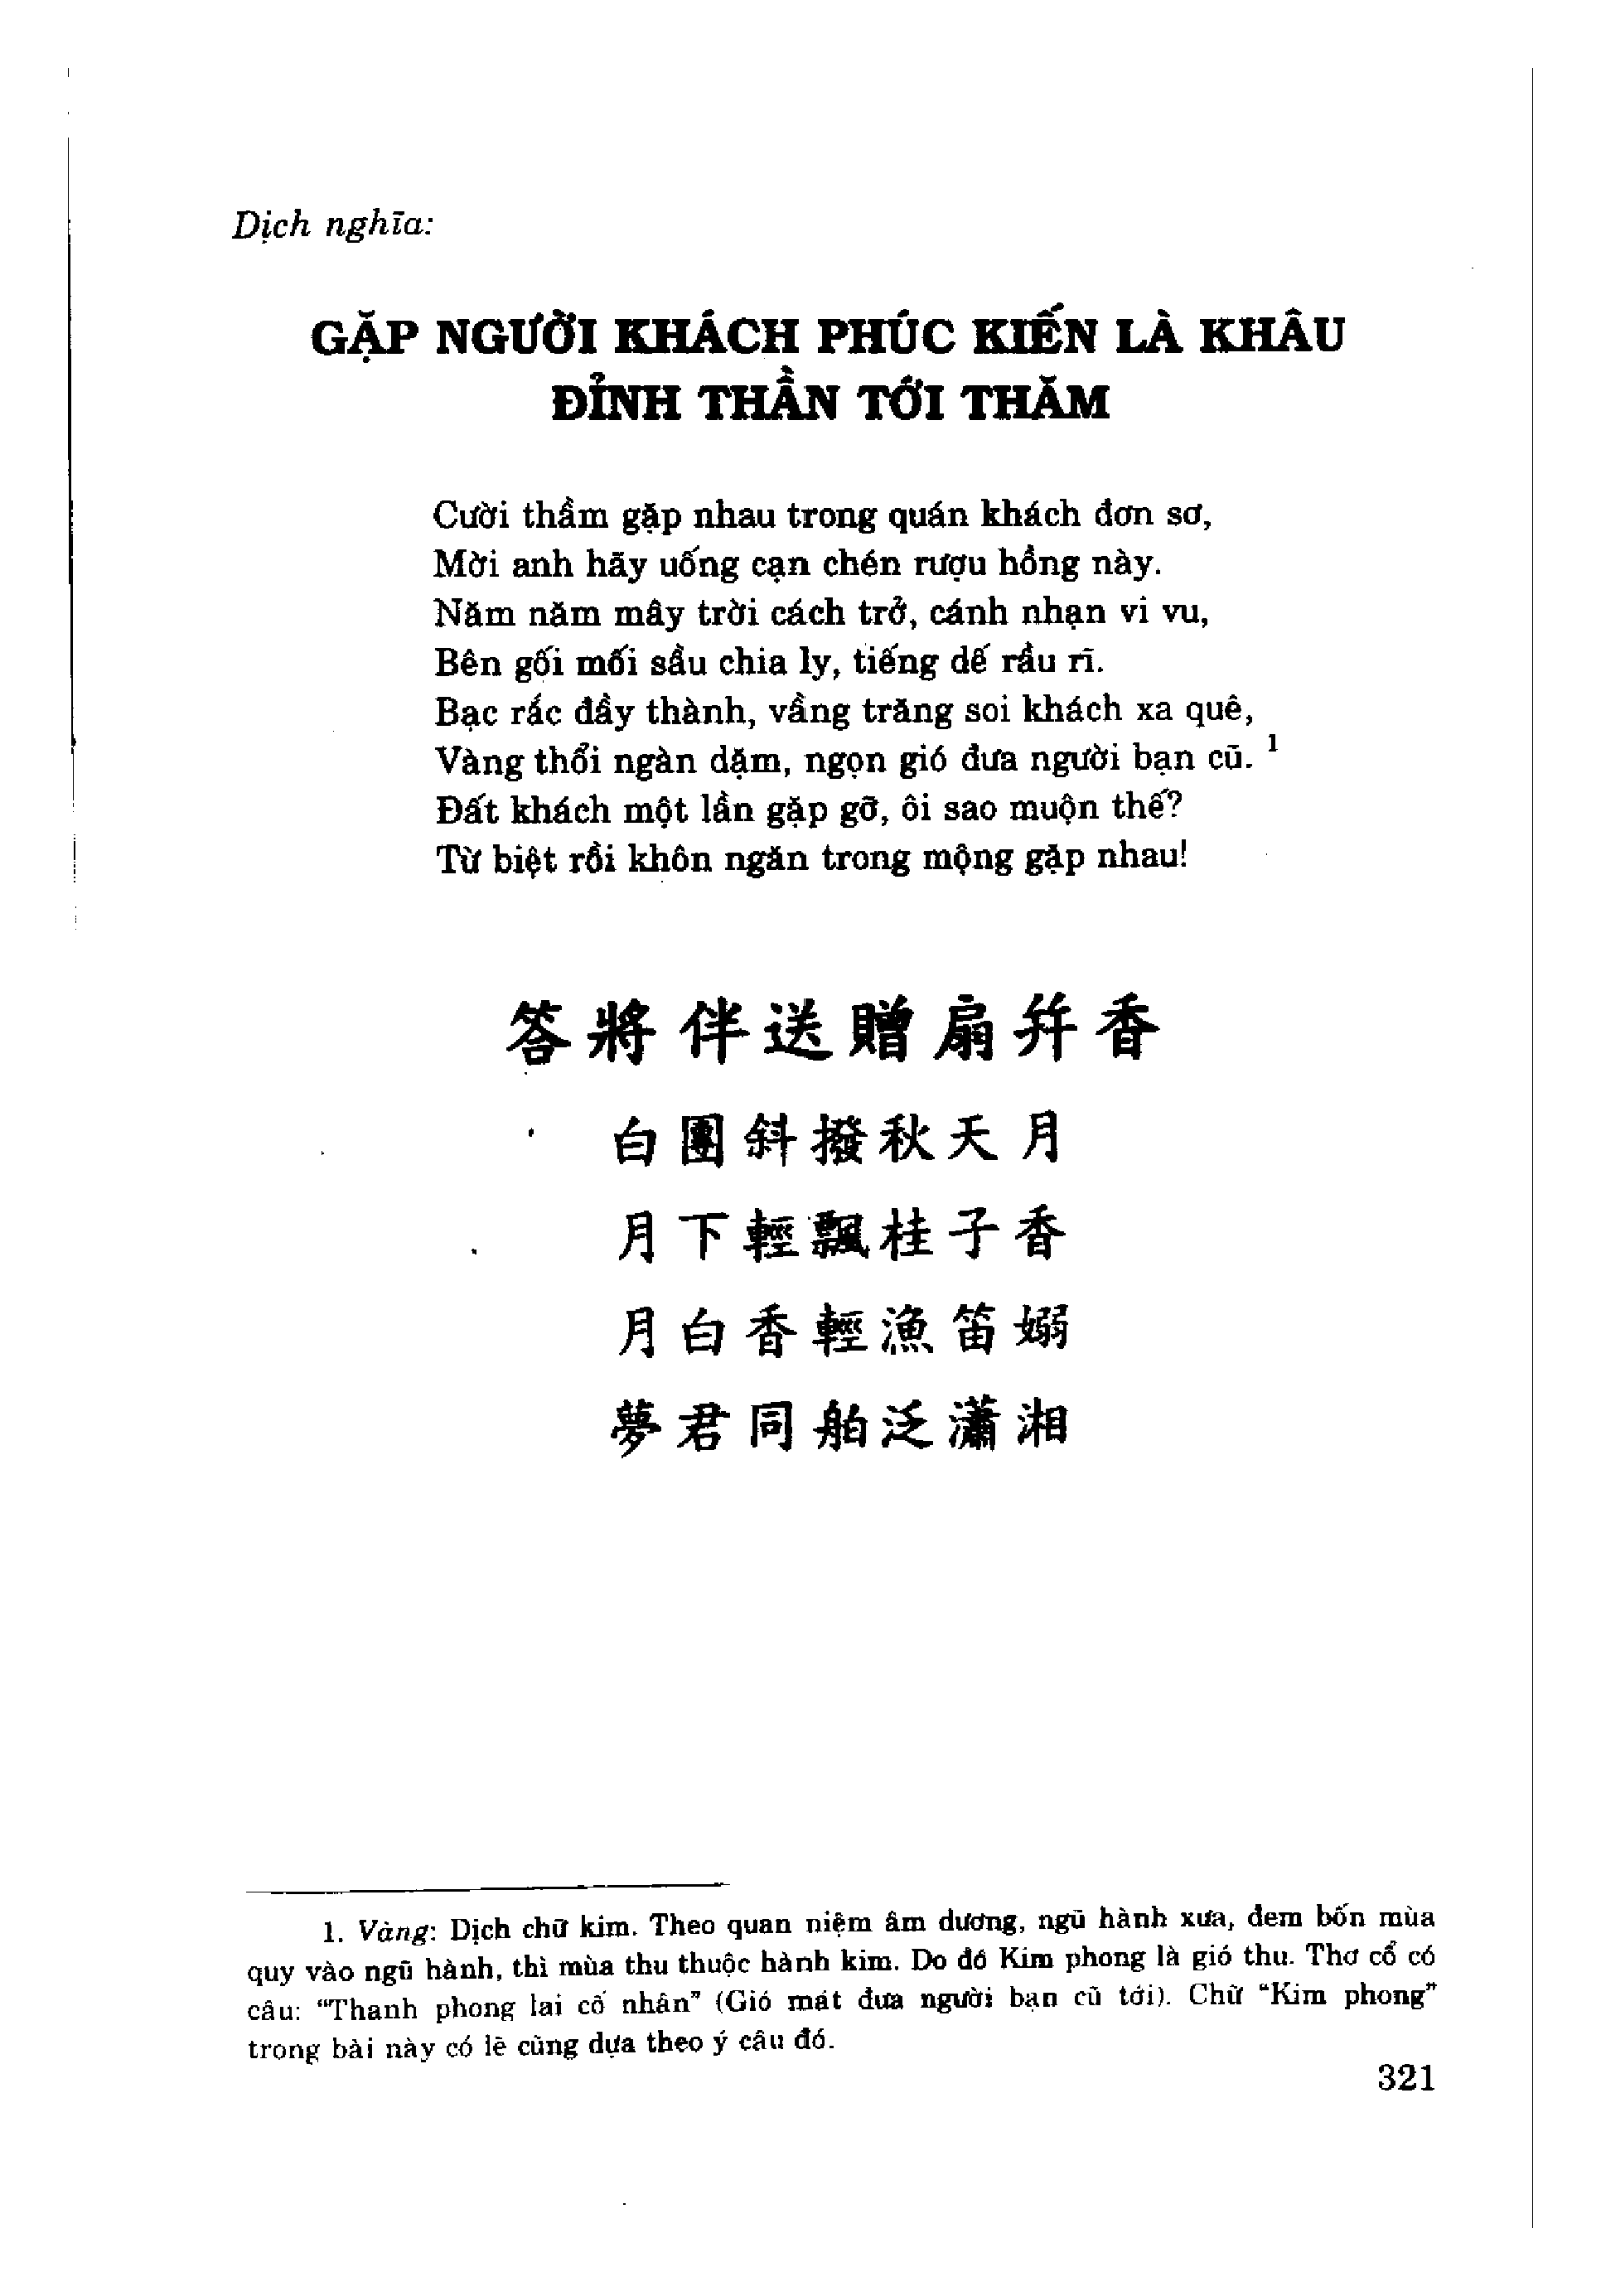 Dịch nghĩa:
GẶP NGƯỜI KHÁCH PHÚC KIẾN LÀ KHÂU
ĐỈNH THẦN TỚI THĂM
Cười thầm gặp nhau trong quán khách đơn sơ,
Mời anh hãy uống cạn chén rượu hồng này.
Năm năm mây trời cách trở, cánh nhạn vi vu,
Bên gối mối sầu chia ly, tiếng dế rầu rĩ.
Bạc rắc đầy thành, vầng trăng soi khách xa quê,
Vàng thổi ngàn dặm, ngọn gió đưa người bạn cũ. 1
Đất khách một lần gặp gỡ, ôi sao muộn thế?
Từ biệt rồi khôn ngăn trong mộng gặp nhau!
答將伴送贈扇幷香
白團斜撥秋天月
月下輕飄桂子香
月白香輕漁笛嫋
夢君同舶泛瀟湘
1. Vàng: Dịch chữ kim. Theo quan niệm âm dương, ngũ hành xưa, đem bốn mùa
quy vào ngũ hành, thì mùa thu thuộc hành kim. Do đó Kim phong là gió thu. Thơ cổ có
câu: “Thanh phong lai cố nhân” (Gió mát đưa người bạn cũ tới). Chữ “Kim phong”
trong bài này có lẽ cũng dựa theo ý câu đó.
321